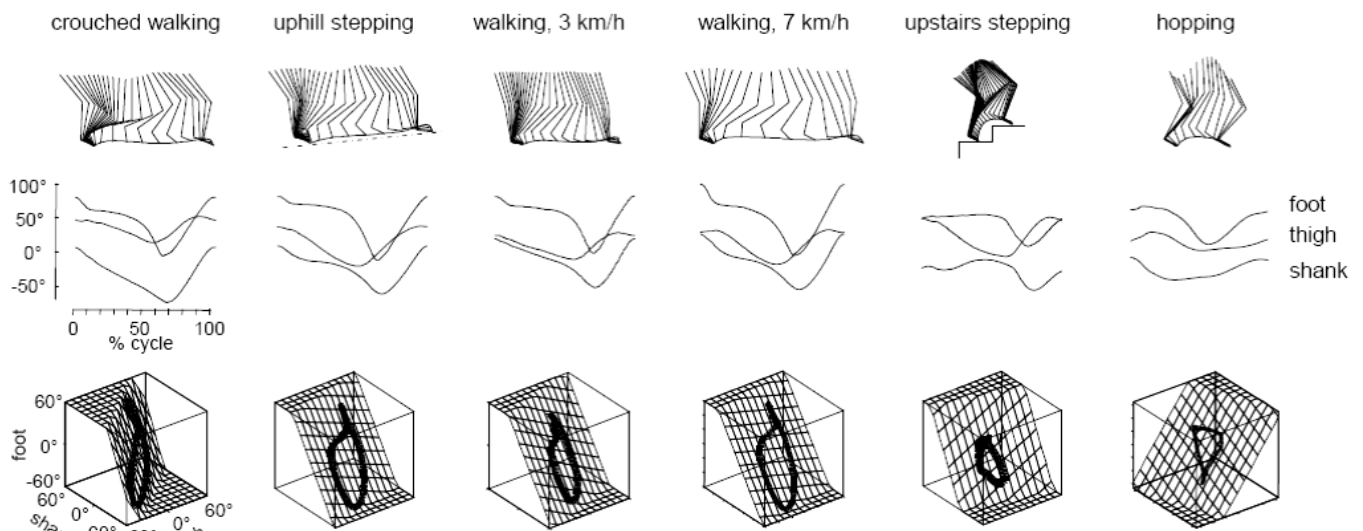 crouched walking
uphill stepping
walking, 3 km/h
walking, 7 km/h
upstairs stepping
hopping
100°
50°
0°
-50°
0 50 100
% cycle
foot
thigh
shank
60°
0°
-60°
foot
60°
0°
0°
60°